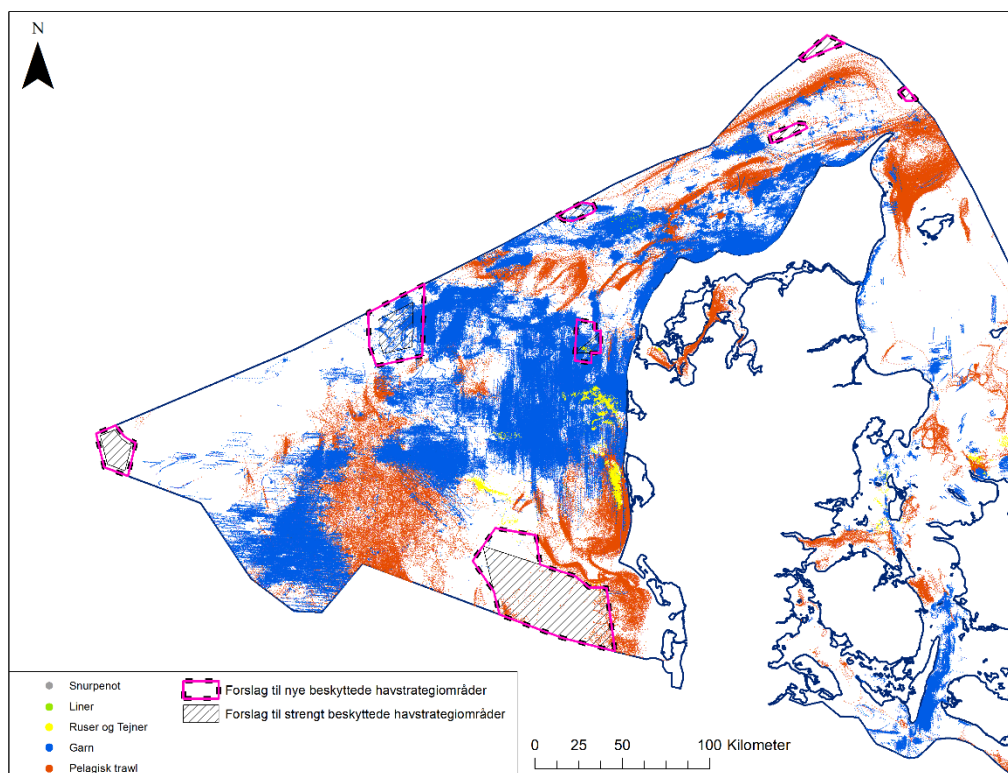 N
Snurpenot
Liner
Ruser og Tejner
Garn
Pelagisk trawl
Forslag til nye beskyttede havstrategiområder
Forslag til strengt beskyttede havstrategiområder
0 25 50 100 Kilometer